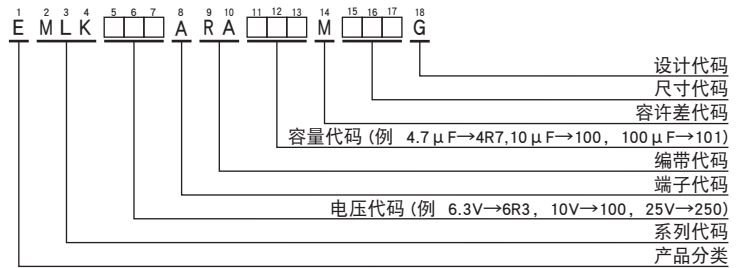 1 2 3 4 5 6 7 8 9 10 11 12 13 14 15 16 17 18
E MLK □□□ A RA □□□ M □□□ G
设计代码
尺寸代码
容许差代码
容量代码(例 4.7μF→4R7,10μF→100, 100μF→101)
编带代码
端子代码
电压代码(例 6.3V→6R3, 10V→100, 25V→250)
系列代码
产品分类